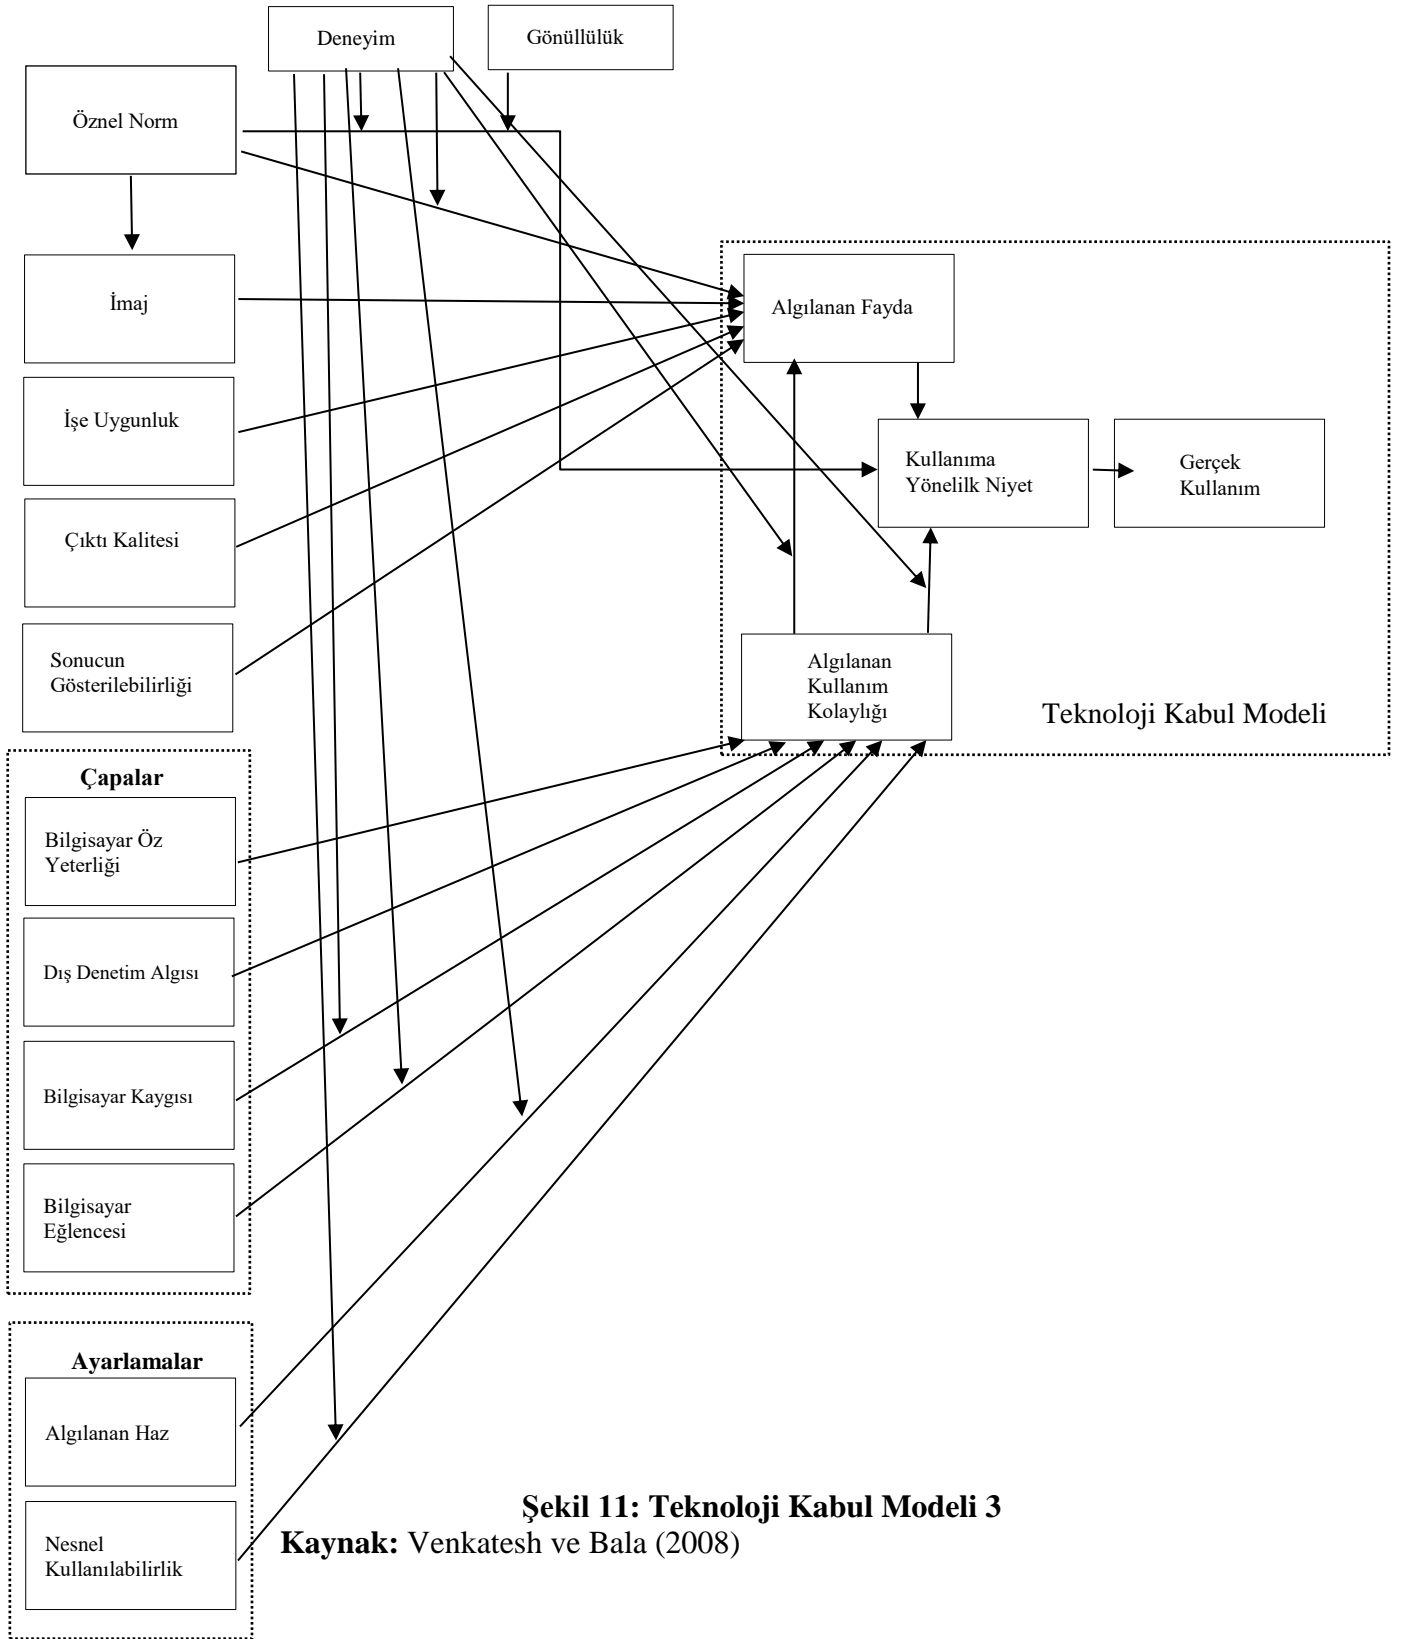 Deneyim
Gönüllülük
Öznel Norm
İmaj
Algılanan Fayda
İşe Uygunluk
Kullanıma
Yönelilk Niyet
Gerçek
Kullanım
Çıktı Kalitesi
Sonucun
Gösterilebilirliği
Algılanan
Kullanım
Kolaylığı
Teknoloji Kabul Modeli
Çapalar
Bilgisayar Öz
Yeterliği
Dış Denetim Algısı
Bilgisayar Kaygısı
Bilgisayar
Eğlencesi
Ayarlamalar
Algılanan Haz
Nesnel
Kullanılabilirlik
Şekil 11: Teknoloji Kabul Modeli 3
Kaynak: Venkatesh ve Bala (2008)